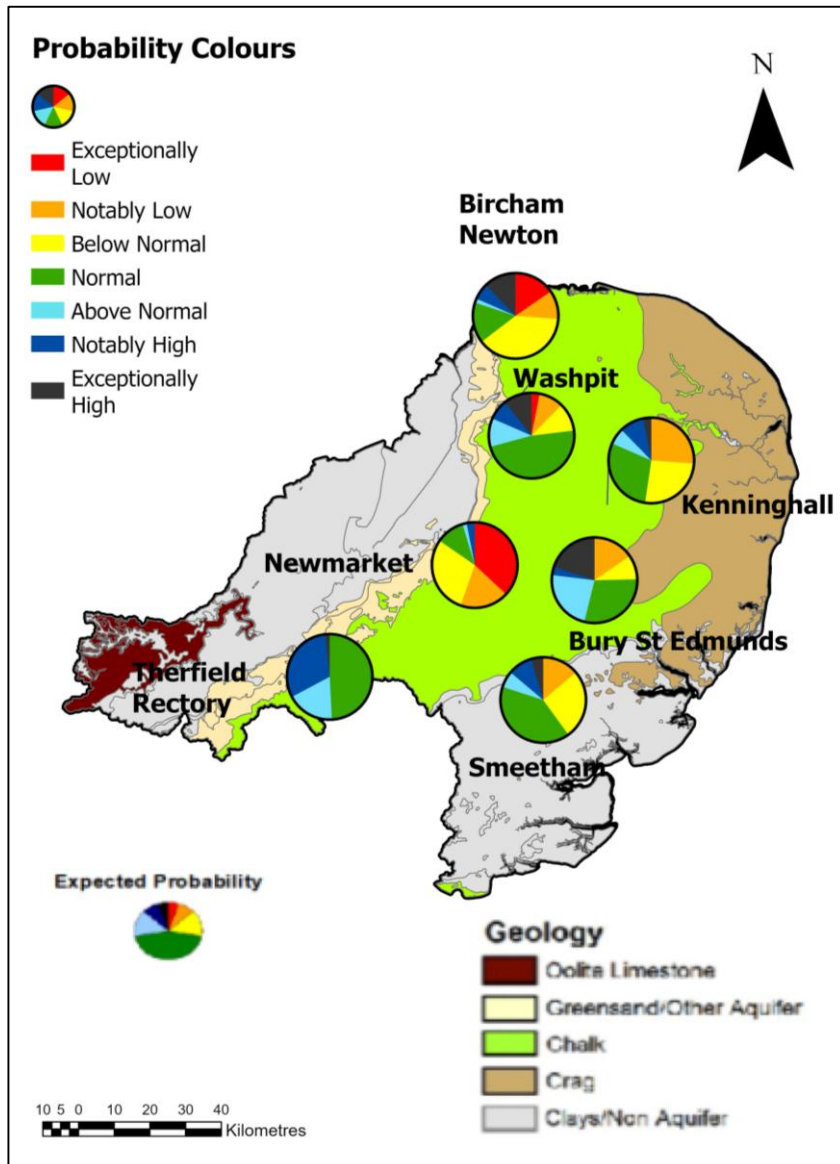 Probability Colours
Exceptionally
Low
Notably Low
Below Normal
Normal
Above Normal
Notably High
Exceptionally
High
N
Bircham
Newton
Washpit
Kenninghall
Newmarket
Bury St Edmunds
Therfield
Rectory
Smeetham
Expected Probability
Geology
Oolite Limestone
Greensand/Other Aquifer
Chalk
Crag
Clays/Non Aquifer
10 5 0 10 20 30 40
Kilometres